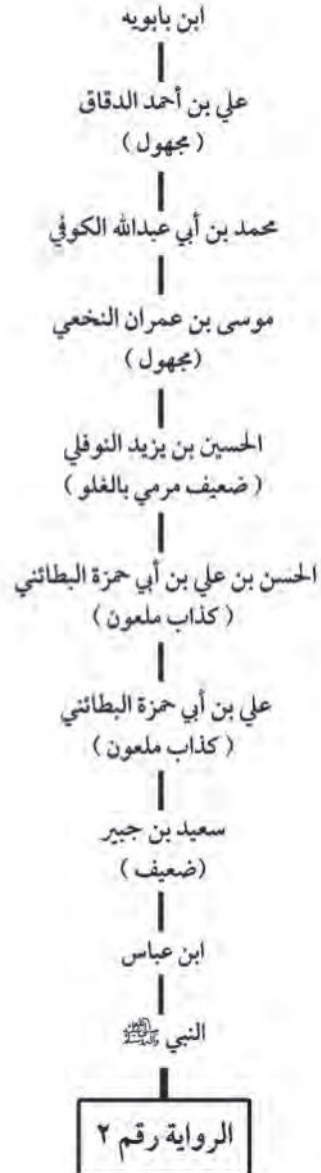 ابن بابويه
علي بن أحمد الدقاق
(مجهول)
محمد بن أبي عبدالله الكوفي
موسى بن عمران النخعي
(مجهول)
الحسين بن يزيد النوفلي
(ضعيف مرمي بالغلو)
الحسن بن علي بن أبي حمزة البطائني
(كذاب ملعون)
علي بن أبي حمزة البطائني
(كذاب ملعون)
سعيد بن جبير
(ضعيف)
ابن عباس
النبي ﷺ
الرواية رقم ٢